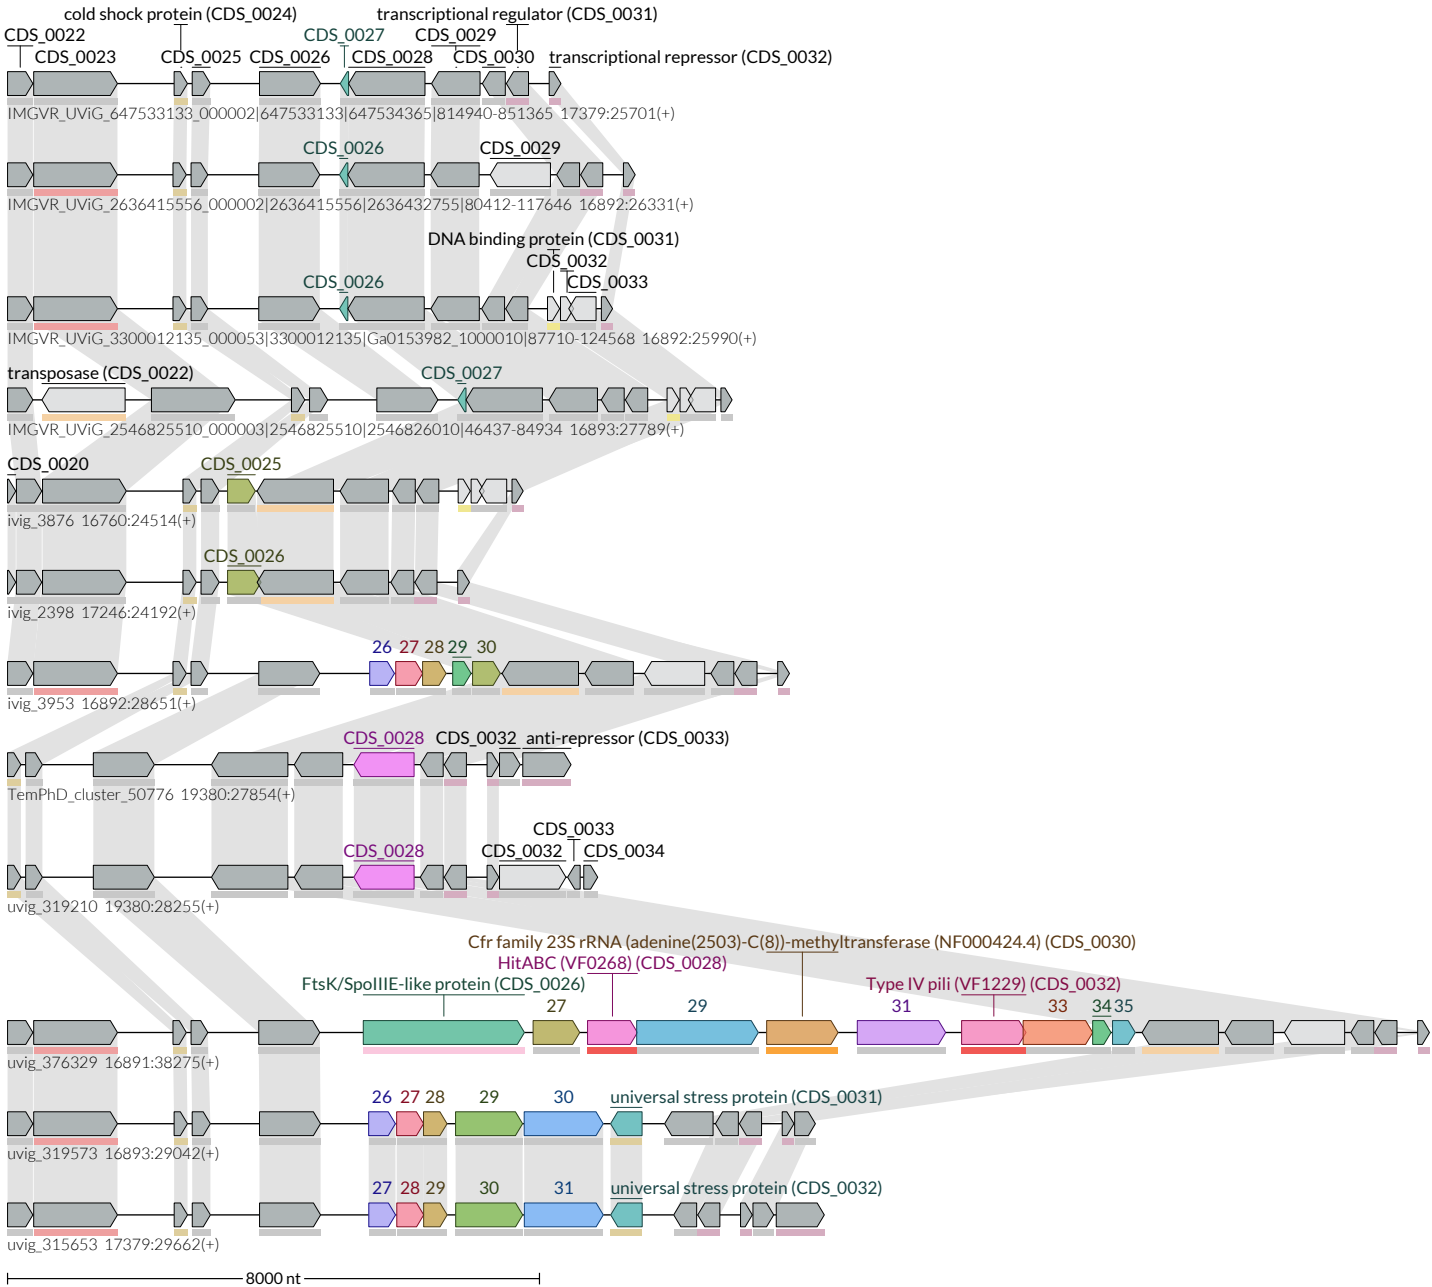 cold shock protein (CDS_0024) transcriptional regulator (CDS_0031)
CDS_0022 CDS_0027 CDS_0029
CDS_0023 CDS_0025 CDS_0026 CDS_0028 CDS_0030 transcriptional repressor (CDS_0032)
IMGVR_UViG_647533133_000002|647533133|647534365|814940-851365 17379:25701(+)
CDS_0026 CDS_0029
IMGVR_UViG_2636415556_000002|2636415556|2636432755|80412-117646 16892:26331(+)
DNA binding protein (CDS_0031)
CDS_0032
CDS_0026 CDS_0033
IMGVR_UViG_3300012135_000053|3300012135|Ga0153982_1000010|87710-124568 16892:25990(+)
transposase (CDS_0022) CDS_0027
IMGVR_UViG_2546825510_000003|2546825510|2546826010|46437-84934 16893:27789(+)
CDS_0020 CDS_0025
ivig_3876 16760:24514(+)
CDS_0026
ivig_2398 17246:24192(+)
26 27 28 29 30
ivig_3953 16892:28651(+)
CDS_0028 CDS_0032 anti-repressor (CDS_0033)
TemPhD_cluster_50776 19380:27854(+)
CDS_0033
CDS_0028 CDS_0032 CDS_0034
uvig_319210 19380:28255(+)
Cfr family 23S rRNA (adenine(2503)-C(8))-methyltransferase (NF000424.4) (CDS_0030)
HitABC (VF0268) (CDS_0028)
FtsK/SpoIIIE-like protein (CDS_0026) Type IV pili (VF1229) (CDS_0032)
27 29 31 33 34 35
uvig_376329 16891:38275(+)
26 27 28 29 30 universal stress protein (CDS_0031)
uvig_319573 16893:29042(+)
27 28 29 30 31 universal stress protein (CDS_0032)
uvig_315653 17379:29662(+)
8000 nt